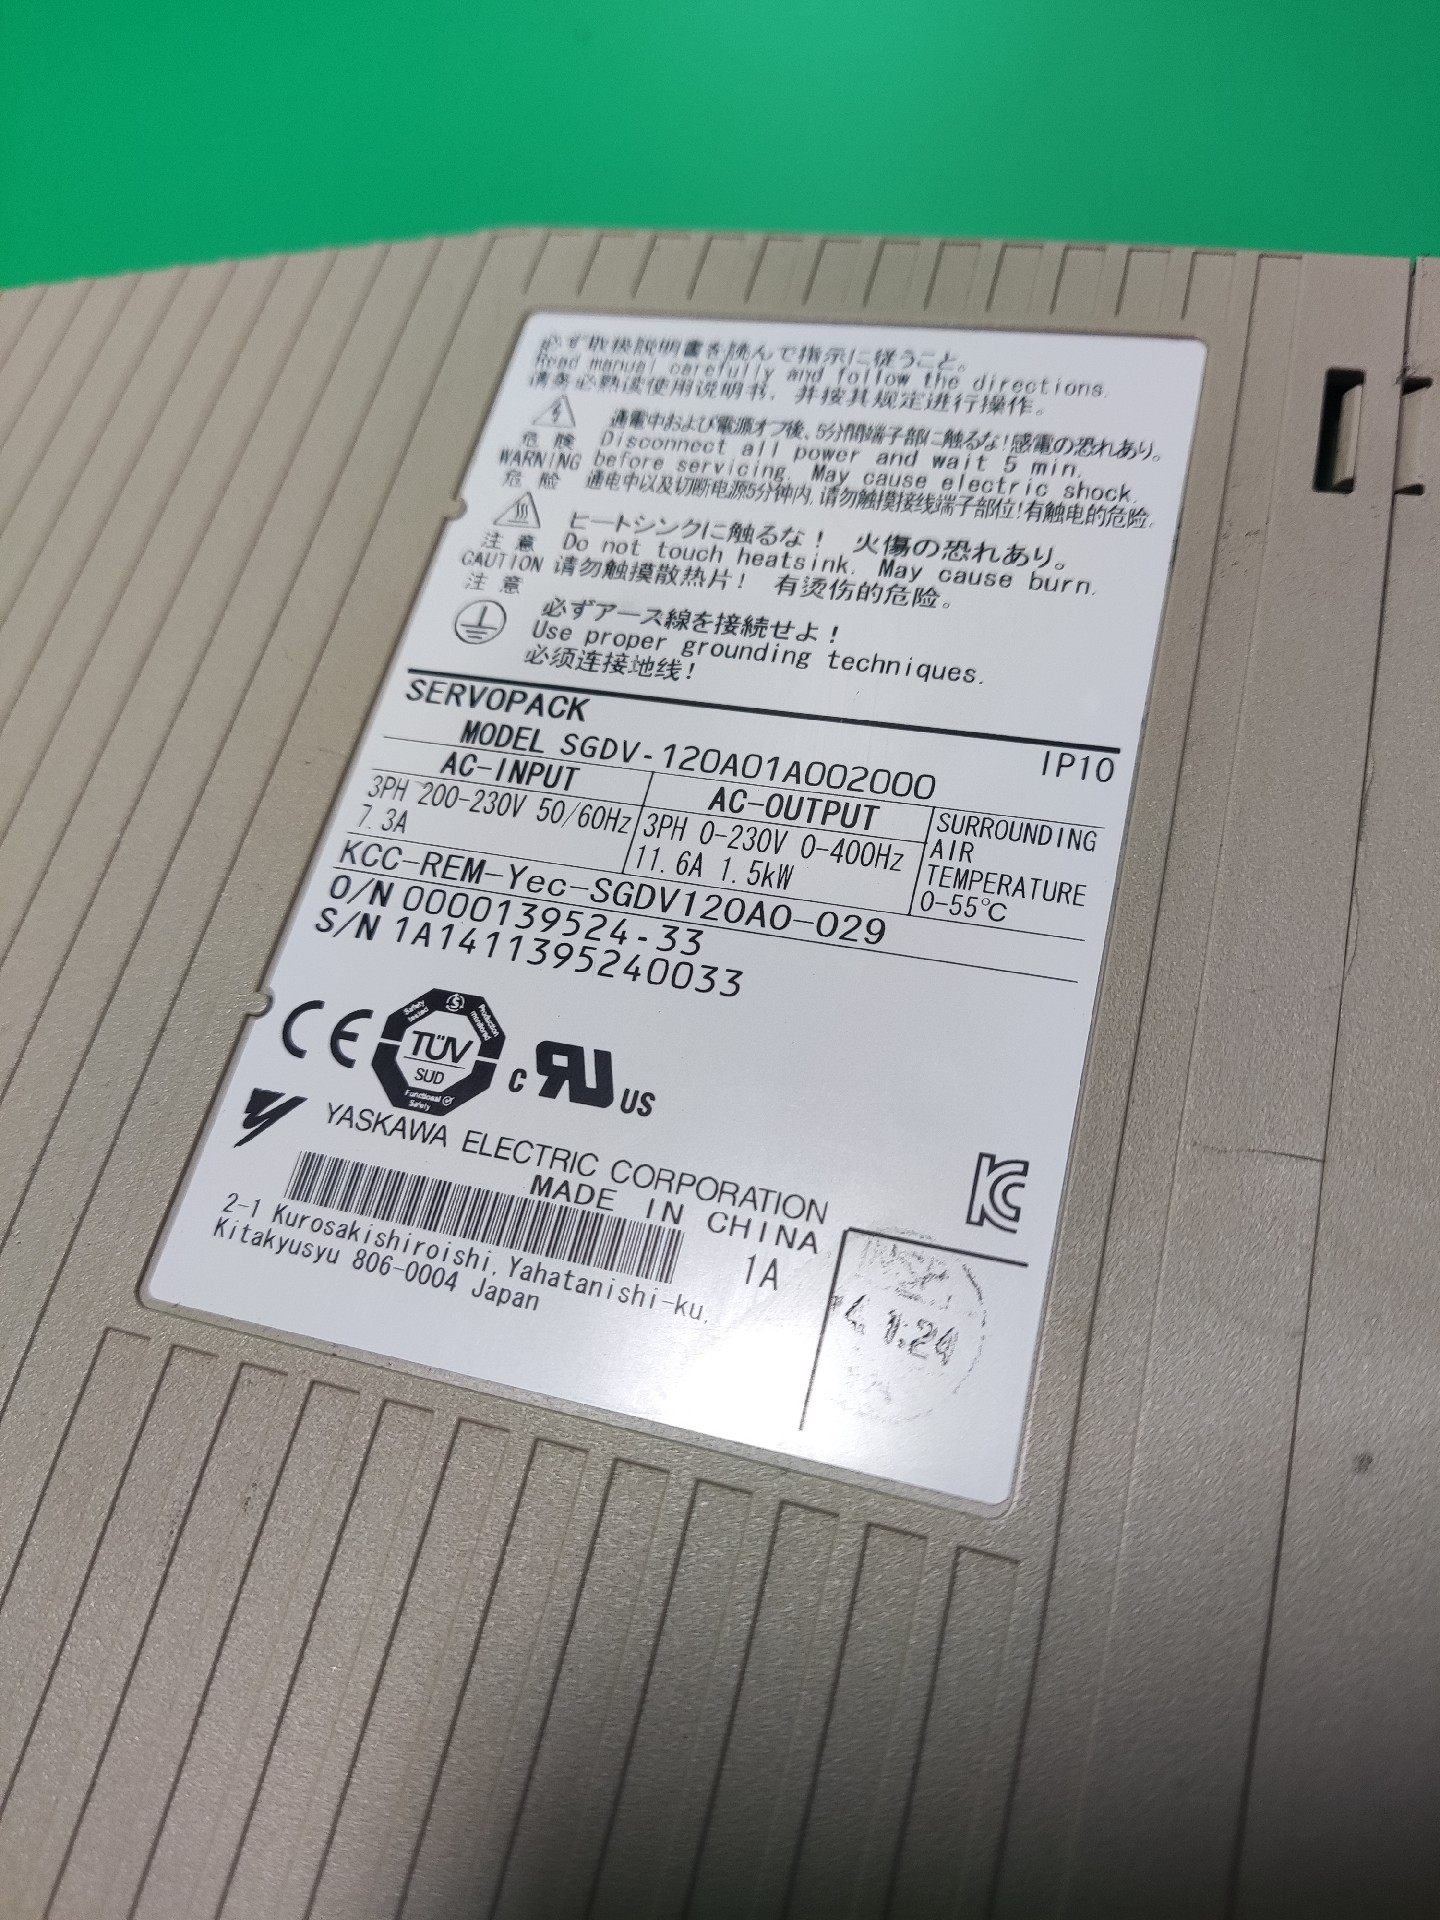 必ず取扱説明書を読んで指示に従うこと。
Read manual carefully and follow the directions.
请务必熟读使用说明书，并按其规定进行操作。
危険 通電中および電源オフ後、5分間端子部に触るな！感電の恐れあり。
WARNING Disconnect all power and wait 5 min.
before servicing. May cause electric shock.
危险 通电中以及切断电源5分钟内，请勿触摸接线端子部位！有触电的危险。
注意 ヒートシンクに触るな！ 火傷の恐れあり。
CAUTION Do not touch heatsink. May cause burn.
注意 请勿触摸散热片！ 有烫伤的危险。
必ずアース線を接続せよ！
Use proper grounding techniques.
必须连接地线！
SERVOPACK
MODEL SGDV-120A01A002000 IP10
AC-INPUT
3PH 200-230V 50/60Hz
7.3A
AC-OUTPUT
3PH 0-230V 0-400Hz
11.6A 1.5kW
SURROUNDING
AIR
TEMPERATURE
0-55℃
KCC-REM-Yec-SGDV120A0-029
O/N 0000139524-33
S/N 1A1411395240033
CE
Safety tested
Production monitored
TÜV
SUD
Functional Safety
c RU US
YASKAWA ELECTRIC CORPORATION
MADE IN CHINA
1A
KC
2-1 Kurosakishiroishi, Yahatanishi-ku,
Kitakyusyu 806-0004 Japan